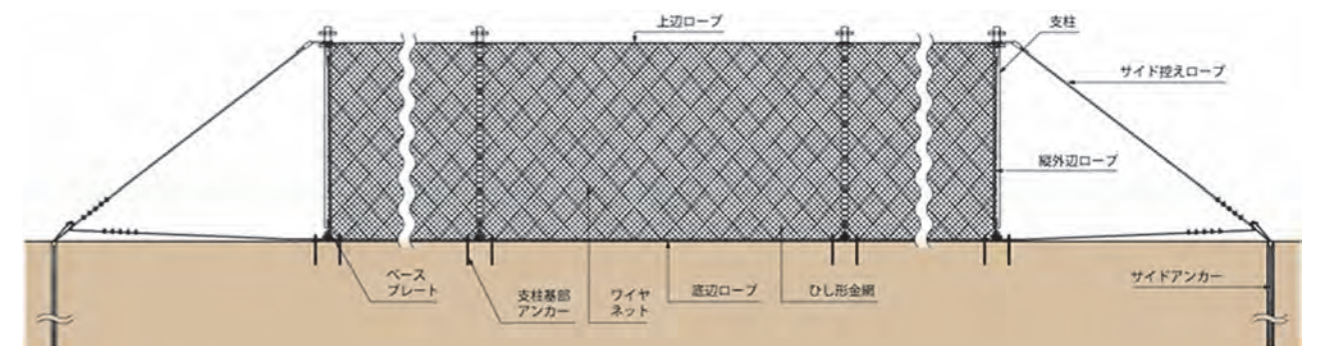 上辺ロープ
支柱
サイド控えロープ
縦外辺ロープ
ベース
プレート
支柱基部
アンカー
ワイヤ
ネット
底辺ロープ
ひし形金網
サイドアンカー